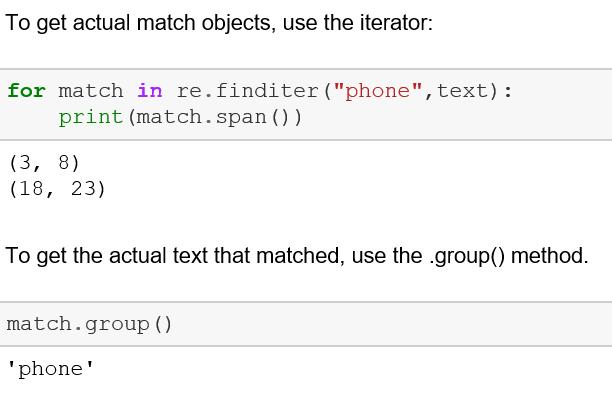 To get actual match objects, use the iterator:
for match in re.finditer("phone",text):
    print(match.span())
(3, 8)
(18, 23)
To get the actual text that matched, use the .group() method.
match.group()
'phone'